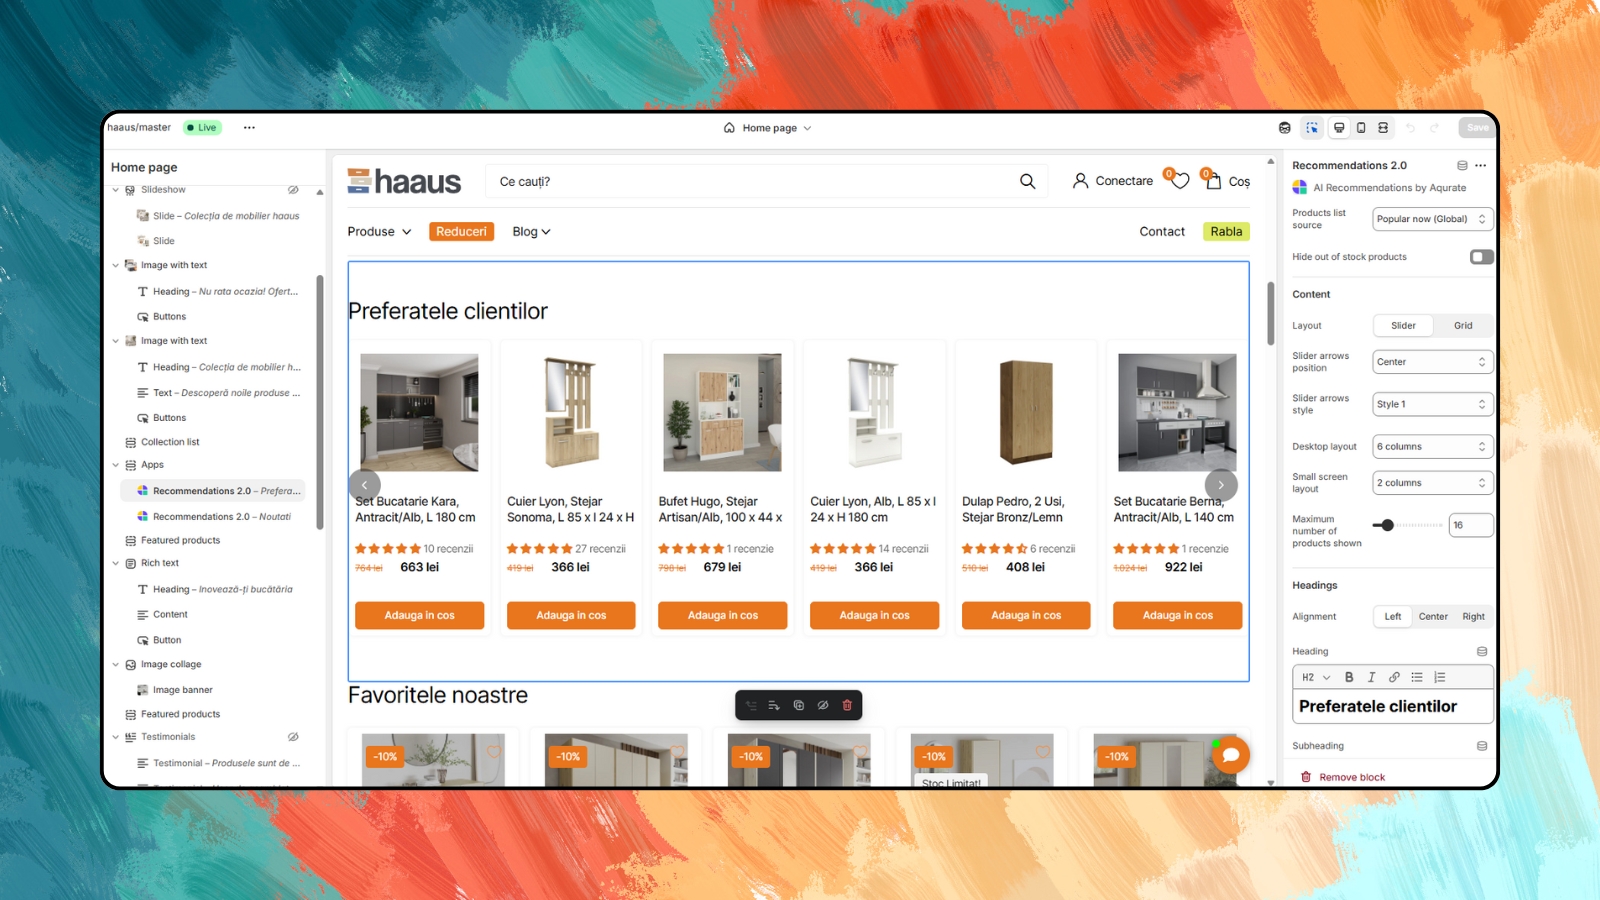 haaus/master
Live
Home page
Save
Home page
Slideshow
Slide – Colecția de mobilier haaus
Slide
Image with text
Heading – Nu rata ocazia! Ofert...
Buttons
Image with text
Heading – Colecția de mobilier h...
Text – Descoperă noile produse ...
Buttons
Collection list
Apps
Recommendations 2.0 – Prefera...
Recommendations 2.0 – Noutati
Featured products
Rich text
Heading – Inovează-ți bucătăria
Content
Button
Image collage
Image banner
Featured products
Testimonials
Testimonial – Produsele sunt de ...
haaus
Ce cauți?
Conectare
0
0
Coș
Produse
Reduceri
Blog
Contact
Rabla
Preferatele clientilor
Set Bucatarie Kara,
Antracit/Alb, L 180 cm
10 recenzii
764 lei 663 lei
Adauga in cos
Cuier Lyon, Stejar
Sonoma, L 85 x l 24 x H
27 recenzii
419 lei 366 lei
Adauga in cos
Bufet Hugo, Stejar
Artisan/Alb, 100 x 44 x
1 recenzie
798 lei 679 lei
Adauga in cos
Cuier Lyon, Alb, L 85 x l
24 x H 180 cm
14 recenzii
419 lei 366 lei
Adauga in cos
Dulap Pedro, 2 Usi,
Stejar Bronz/Lemn
6 recenzii
510 lei 408 lei
Adauga in cos
Set Bucatarie Berna,
Antracit/Alb, L 140 cm
1 recenzie
1.024 lei 922 lei
Adauga in cos
Favoritele noastre
-10%
-10%
-10%
-10%
Stoc Limitat!
-10%
Recommendations 2.0
AI Recommendations by Aqurate
Products list
source
Popular now (Global)
Hide out of stock products
Content
Layout
Slider
Grid
Slider arrows
position
Center
Slider arrows
style
Style 1
Desktop layout
6 columns
Small screen
layout
2 columns
Maximum
number of
products shown
16
Headings
Alignment
Left
Center
Right
Heading
H2
B
I
Preferatele clientilor
Subheading
Remove block